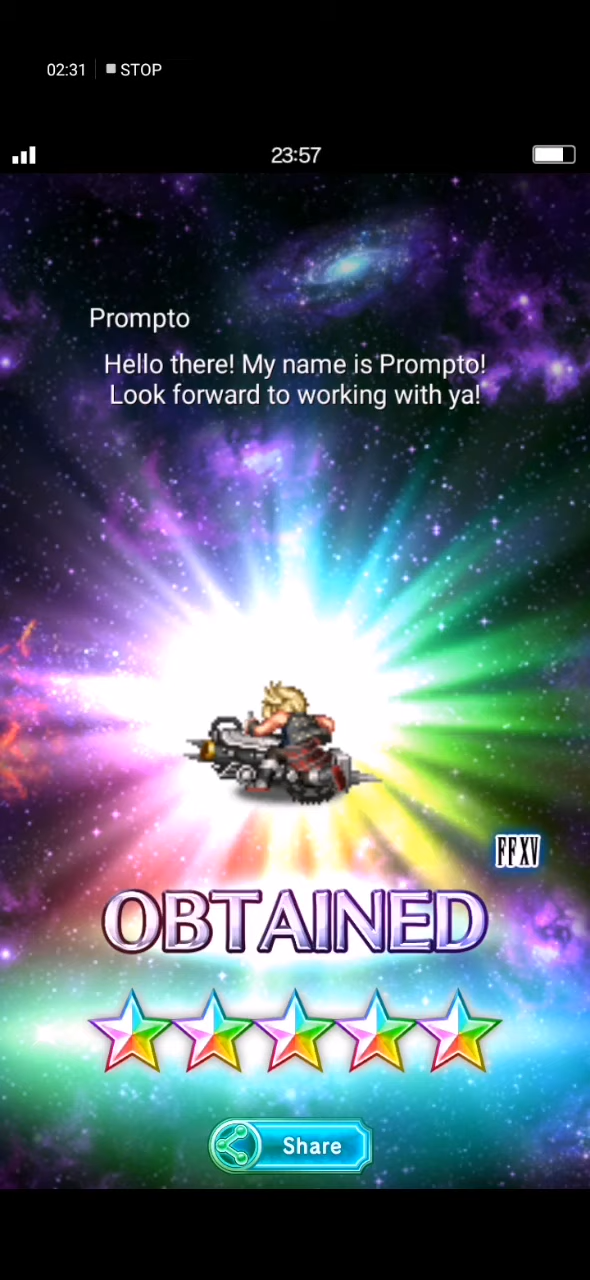 02:31 STOP
23:57
Prompto
Hello there! My name is Prompto!
Look forward to working with ya!
FFXV
OBTAINED
Share